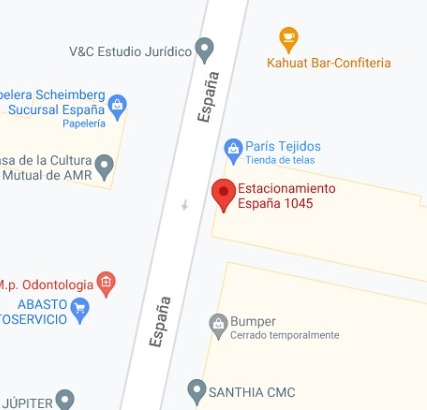 V&C Estudio Jurídico
Kahuat Bar-Confiteria
España
pelera Scheimberg
Sucursal España
Papelería
París Tejidos
Tienda de telas
asa de la Cultura
Mutual de AMR
Estacionamiento
España 1045
M.p. Odontologia
ABASTO
TOSERVICIO
España
Bumper
Cerrado temporalmente
SANTHIA CMC
JÚPITER